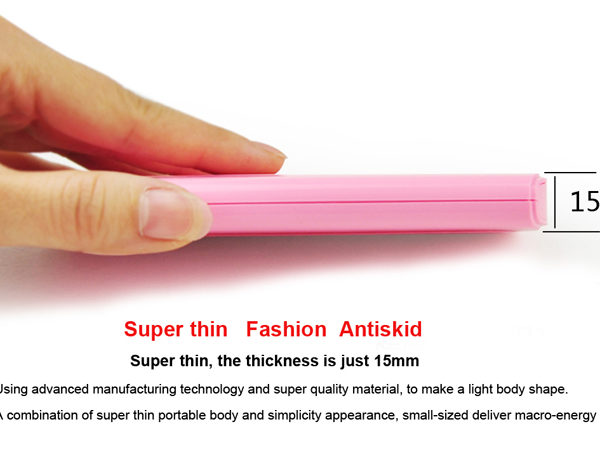 15
Super thin Fashion Antiskid
Super thin, the thickness is just 15mm
Using advanced manufacturing technology and super quality material, to make a light body shape.
A combination of super thin portable body and simplicity appearance, small-sized deliver macro-energy